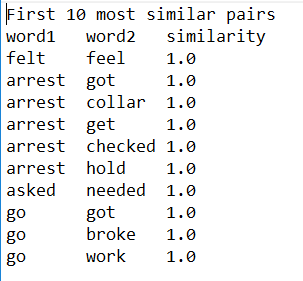 First 10 most similar pairs
word1 word2 similarity
felt feel 1.0
arrest got 1.0
arrest collar 1.0
arrest get 1.0
arrest checked 1.0
arrest hold 1.0
asked needed 1.0
go got 1.0
go broke 1.0
go work 1.0